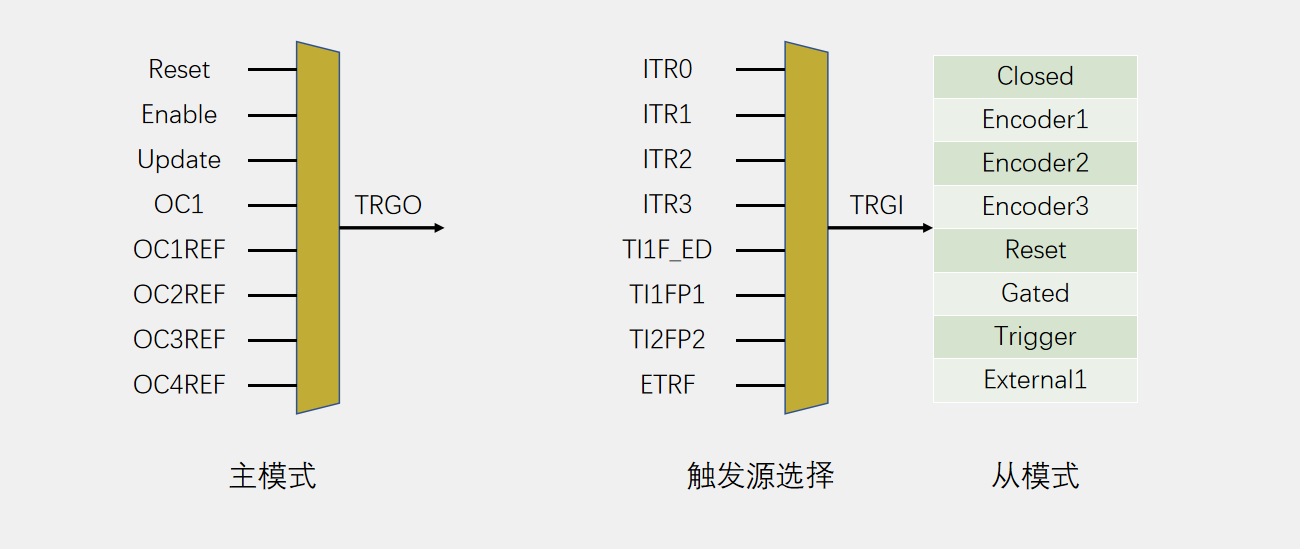 Reset
Enable
Update
OC1
OC1REF
OC2REF
OC3REF
OC4REF
TRGO
主模式
ITR0
ITR1
ITR2
ITR3
TI1F_ED
TI1FP1
TI2FP2
ETRF
TRGI
触发源选择
Closed
Encoder1
Encoder2
Encoder3
Reset
Gated
Trigger
External1
从模式